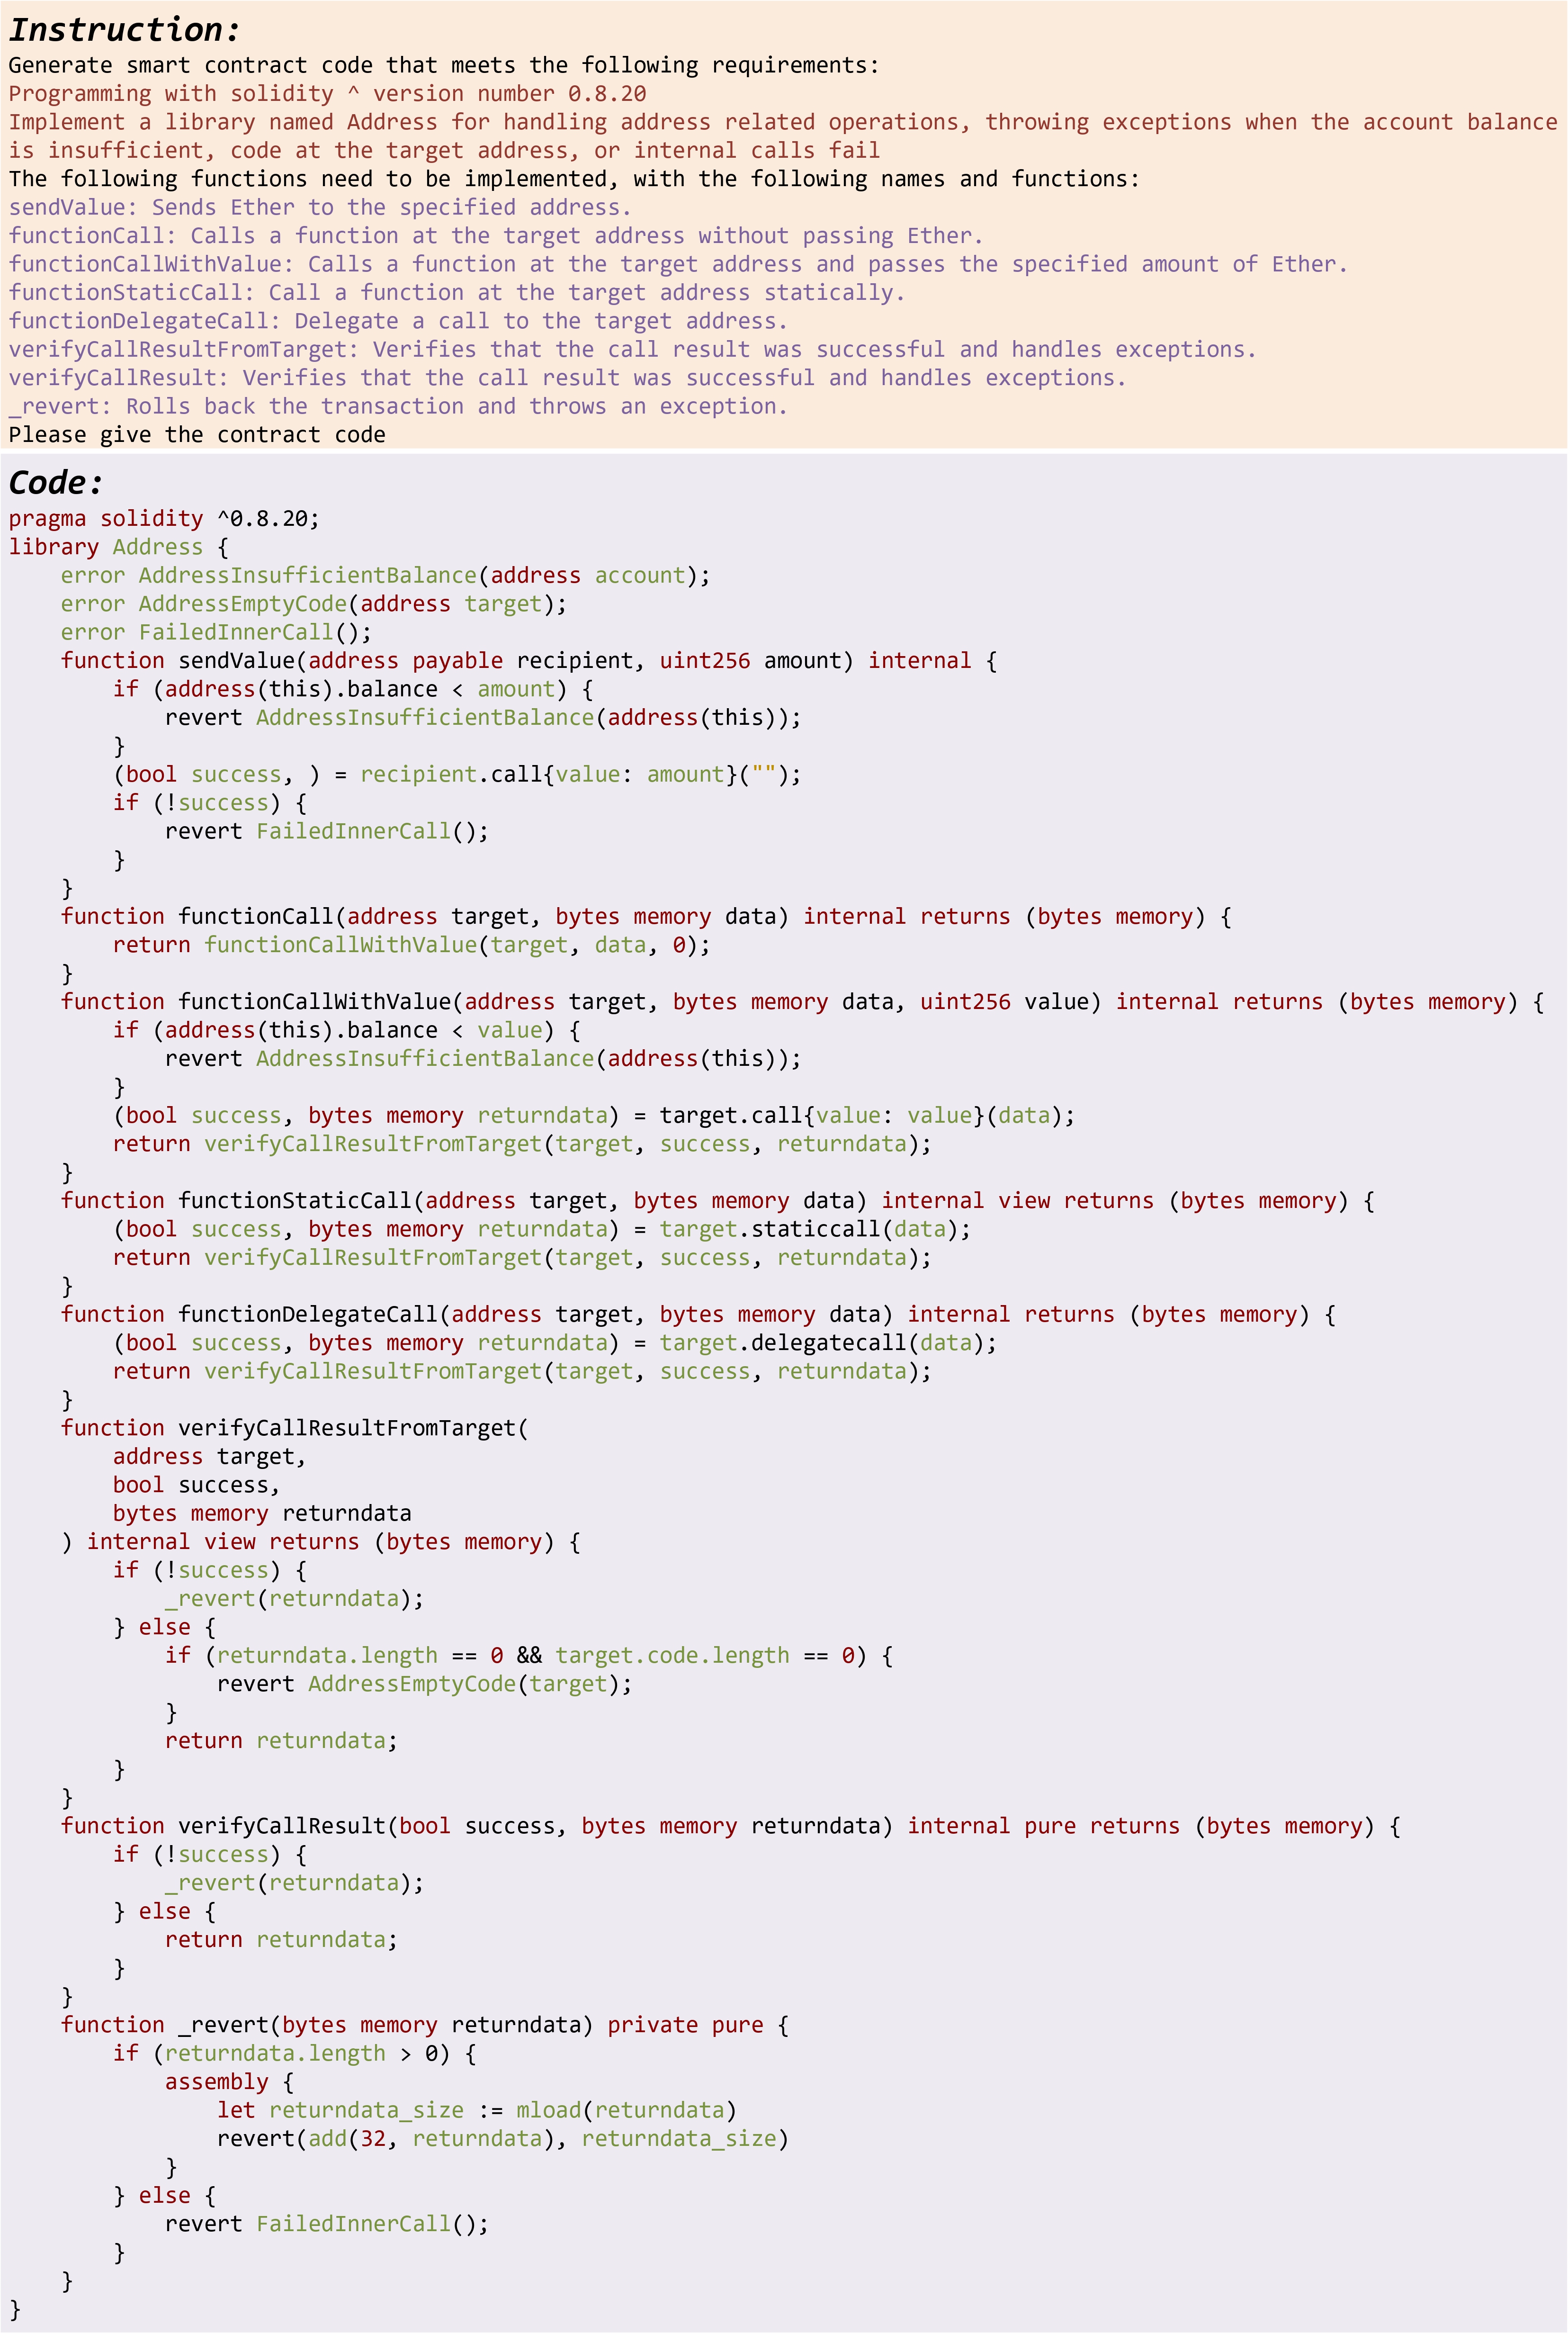 Instruction:
Generate smart contract code that meets the following requirements:
Programming with solidity ^ version number 0.8.20
Implement a library named Address for handling address related operations, throwing exceptions when the account balance
is insufficient, code at the target address, or internal calls fail
The following functions need to be implemented, with the following names and functions:
sendValue: Sends Ether to the specified address.
functionCall: Calls a function at the target address without passing Ether.
functionCallWithValue: Calls a function at the target address and passes the specified amount of Ether.
functionStaticCall: Call a function at the target address statically.
functionDelegateCall: Delegate a call to the target address.
verifyCallResultFromTarget: Verifies that the call result was successful and handles exceptions.
verifyCallResult: Verifies that the call result was successful and handles exceptions.
_revert: Rolls back the transaction and throws an exception.
Please give the contract code
Code:
pragma solidity ^0.8.20;
library Address {
    error AddressInsufficientBalance(address account);
    error AddressEmptyCode(address target);
    error FailedInnerCall();
    function sendValue(address payable recipient, uint256 amount) internal {
        if (address(this).balance < amount) {
            revert AddressInsufficientBalance(address(this));
        }
        (bool success, ) = recipient.call{value: amount}("");
        if (!success) {
            revert FailedInnerCall();
        }
    }
    function functionCall(address target, bytes memory data) internal returns (bytes memory) {
        return functionCallWithValue(target, data, 0);
    }
    function functionCallWithValue(address target, bytes memory data, uint256 value) internal returns (bytes memory) {
        if (address(this).balance < value) {
            revert AddressInsufficientBalance(address(this));
        }
        (bool success, bytes memory returndata) = target.call{value: value}(data);
        return verifyCallResultFromTarget(target, success, returndata);
    }
    function functionStaticCall(address target, bytes memory data) internal view returns (bytes memory) {
        (bool success, bytes memory returndata) = target.staticcall(data);
        return verifyCallResultFromTarget(target, success, returndata);
    }
    function functionDelegateCall(address target, bytes memory data) internal returns (bytes memory) {
        (bool success, bytes memory returndata) = target.delegatecall(data);
        return verifyCallResultFromTarget(target, success, returndata);
    }
    function verifyCallResultFromTarget(
        address target,
        bool success,
        bytes memory returndata
    ) internal view returns (bytes memory) {
        if (!success) {
            _revert(returndata);
        } else {
            if (returndata.length == 0 && target.code.length == 0) {
                revert AddressEmptyCode(target);
            }
            return returndata;
        }
    }
    function verifyCallResult(bool success, bytes memory returndata) internal pure returns (bytes memory) {
        if (!success) {
            _revert(returndata);
        } else {
            return returndata;
        }
    }
    function _revert(bytes memory returndata) private pure {
        if (returndata.length > 0) {
            assembly {
                let returndata_size := mload(returndata)
                revert(add(32, returndata), returndata_size)
            }
        } else {
            revert FailedInnerCall();
        }
    }
}